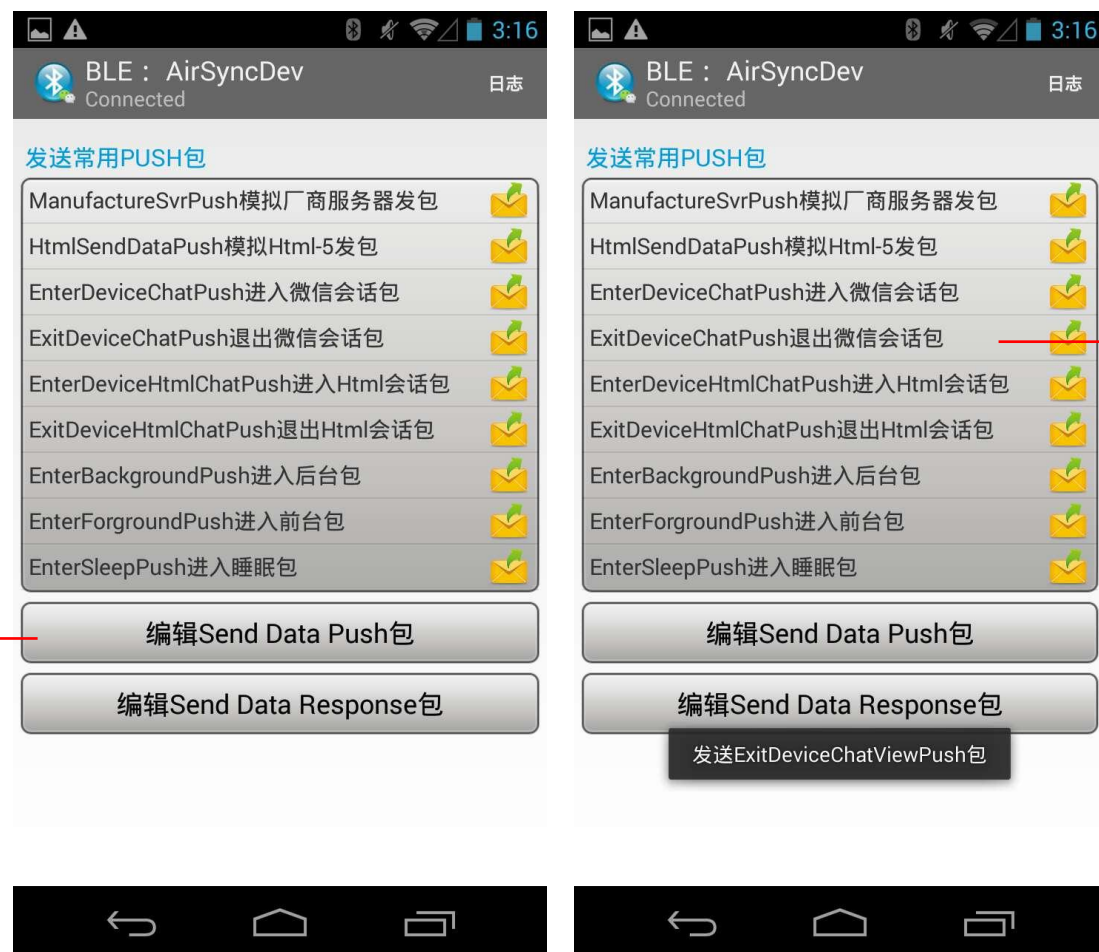 3:16
BLE： AirSyncDev
Connected
日志
发送常用PUSH包
ManufactureSvrPush模拟厂商服务器发包
HtmlSendDataPush模拟Html-5发包
EnterDeviceChatPush进入微信会话包
ExitDeviceChatPush退出微信会话包
EnterDeviceHtmlChatPush进入Html会话包
ExitDeviceHtmlChatPush退出Html会话包
EnterBackgroundPush进入后台包
EnterForgroundPush进入前台包
EnterSleepPush进入睡眠包
编辑Send Data Push包
编辑Send Data Response包
3:16
BLE： AirSyncDev
Connected
日志
发送常用PUSH包
ManufactureSvrPush模拟厂商服务器发包
HtmlSendDataPush模拟Html-5发包
EnterDeviceChatPush进入微信会话包
ExitDeviceChatPush退出微信会话包
EnterDeviceHtmlChatPush进入Html会话包
ExitDeviceHtmlChatPush退出Html会话包
EnterBackgroundPush进入后台包
EnterForgroundPush进入前台包
EnterSleepPush进入睡眠包
编辑Send Data Push包
编辑Send Data Response包
发送ExitDeviceChatViewPush包